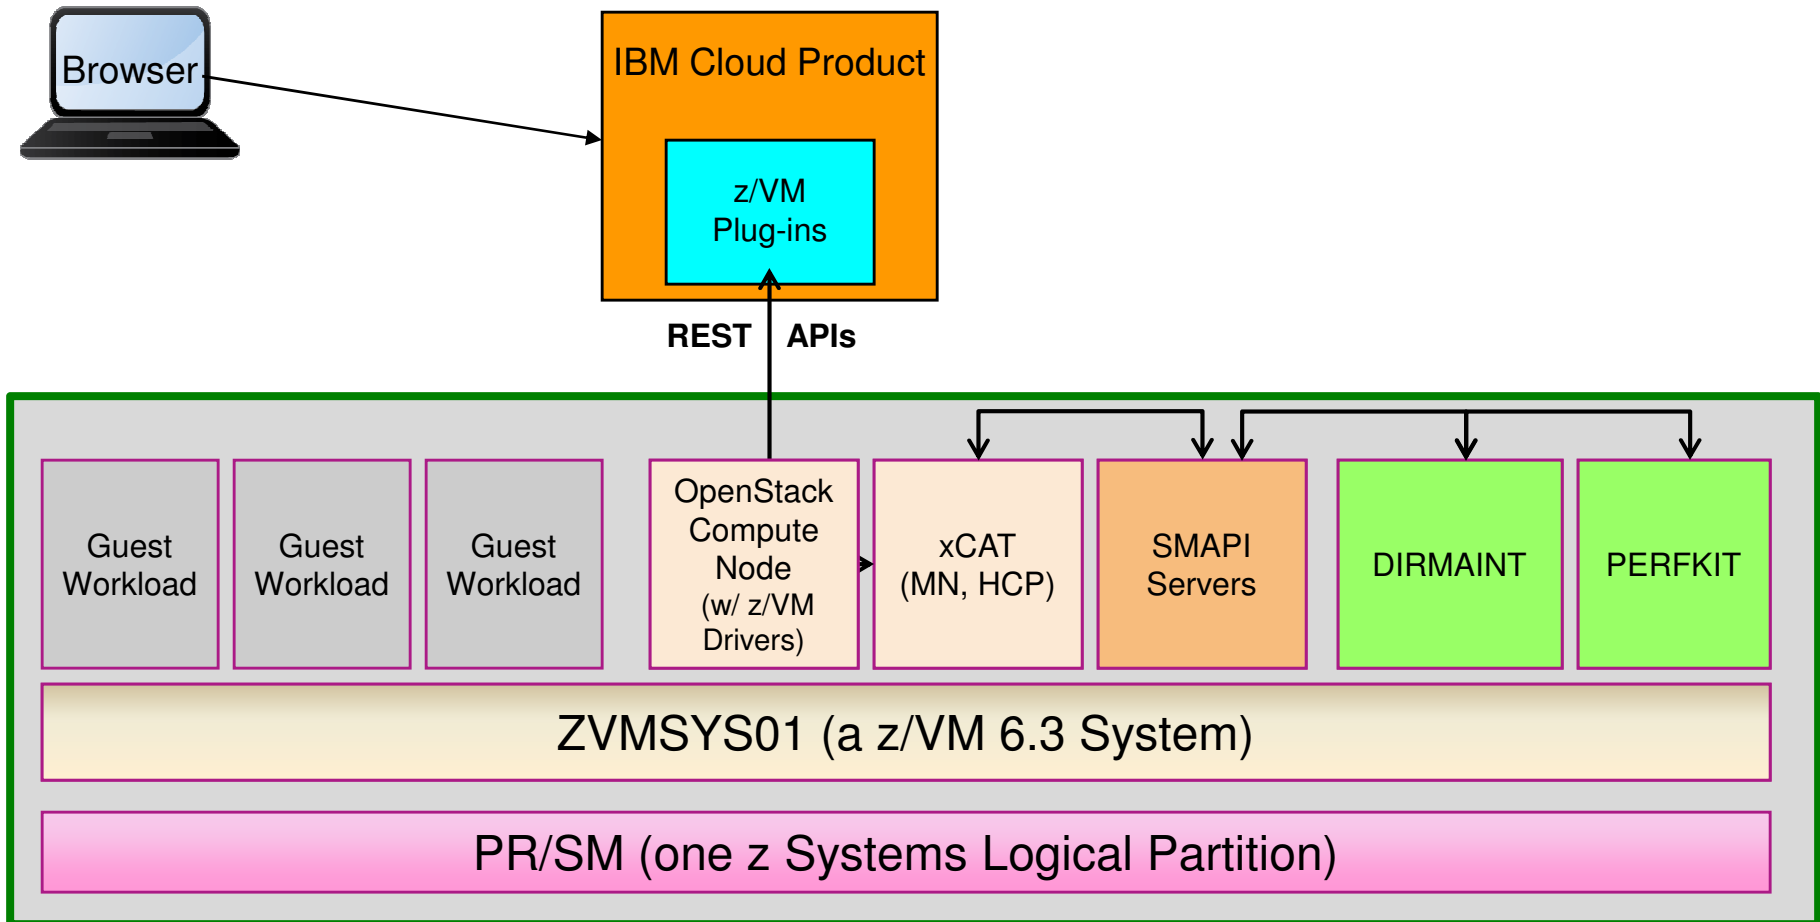 Browser
IBM Cloud Product
z/VM
Plug-ins
REST APIs
Guest
Workload
Guest
Workload
Guest
Workload
OpenStack
Compute
Node
(w/ z/VM
Drivers)
xCAT
(MN, HCP)
SMAPI
Servers
DIRMAINT
PERFKIT
ZVMSYS01 (a z/VM 6.3 System)
PR/SM (one z Systems Logical Partition)